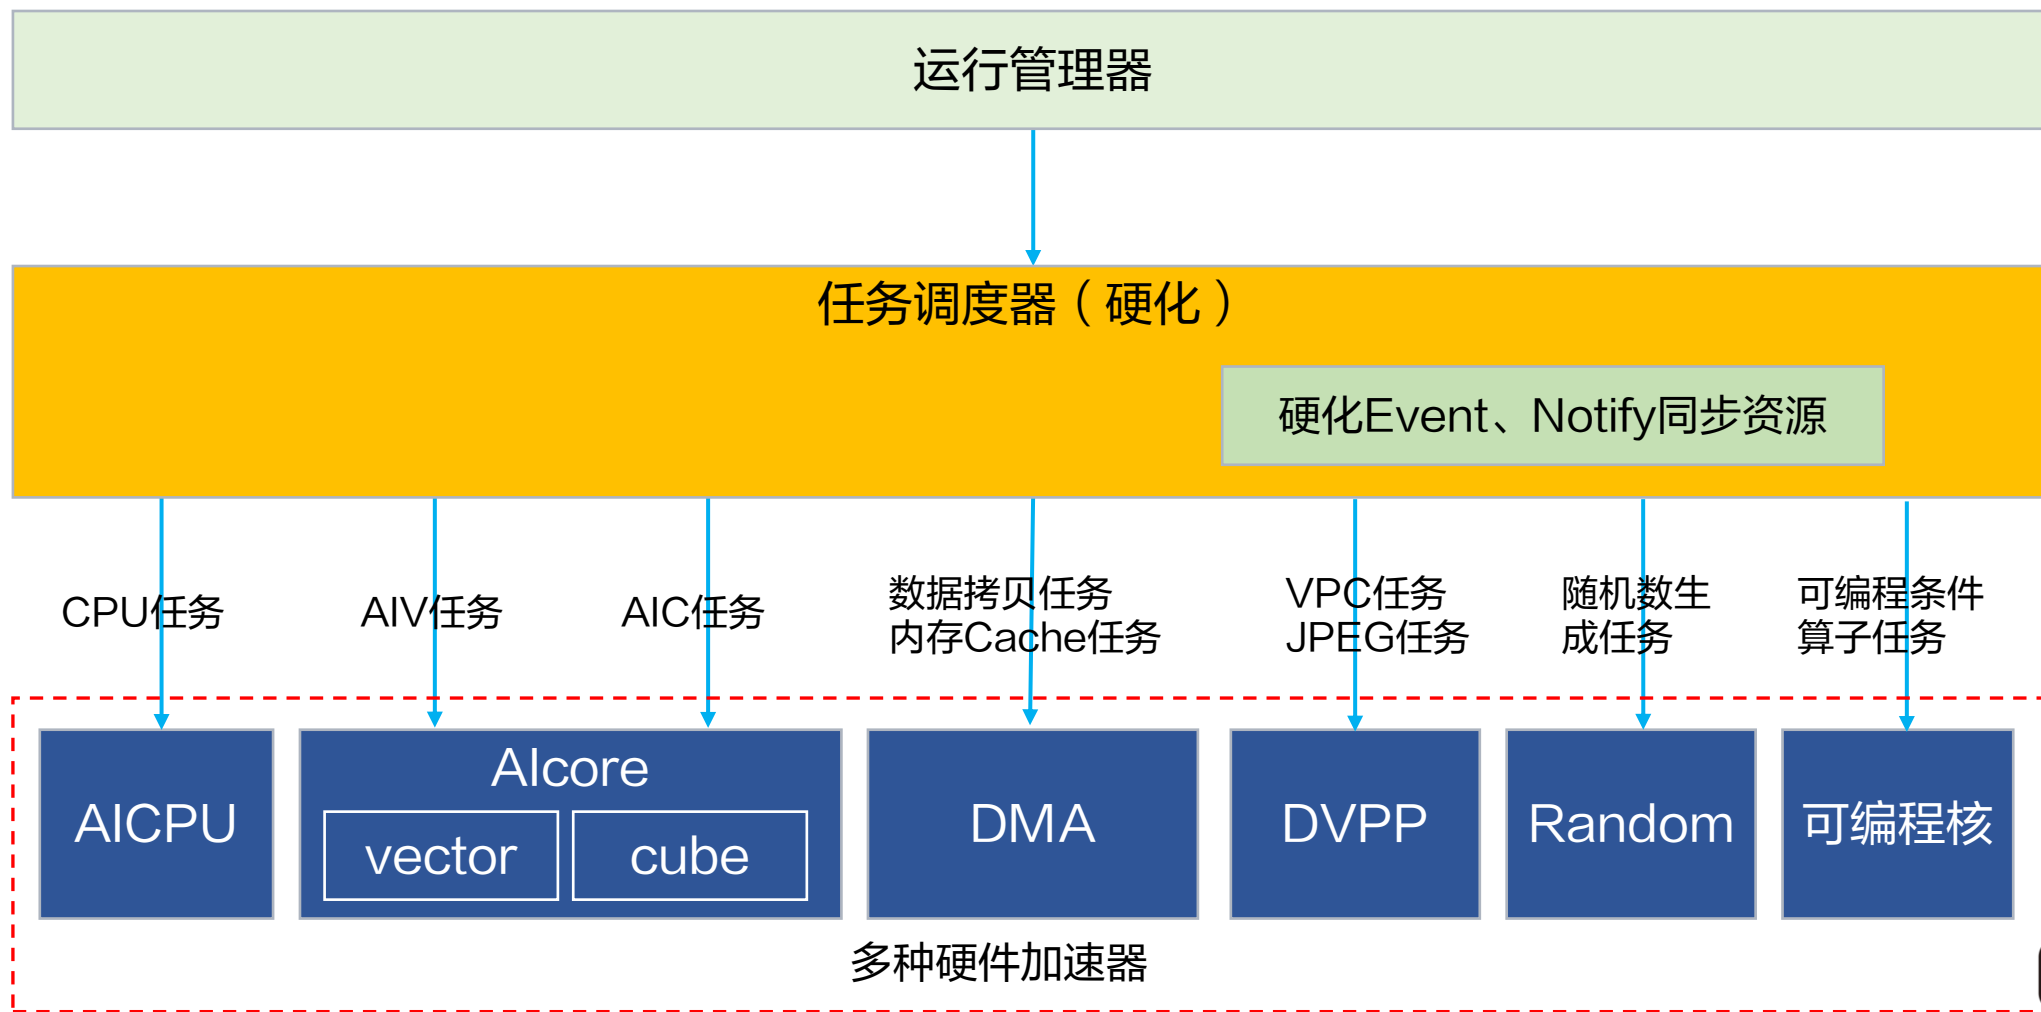 运行管理器
任务调度器（硬化）
硬化Event、Notify同步资源
CPU任务
AIV任务
AIC任务
数据拷贝任务
内存Cache任务
VPC任务
JPEG任务
随机数生
成任务
可编程条件
算子任务
AICPU
AIcore
vector
cube
DMA
DVPP
Random
可编程核
多种硬件加速器